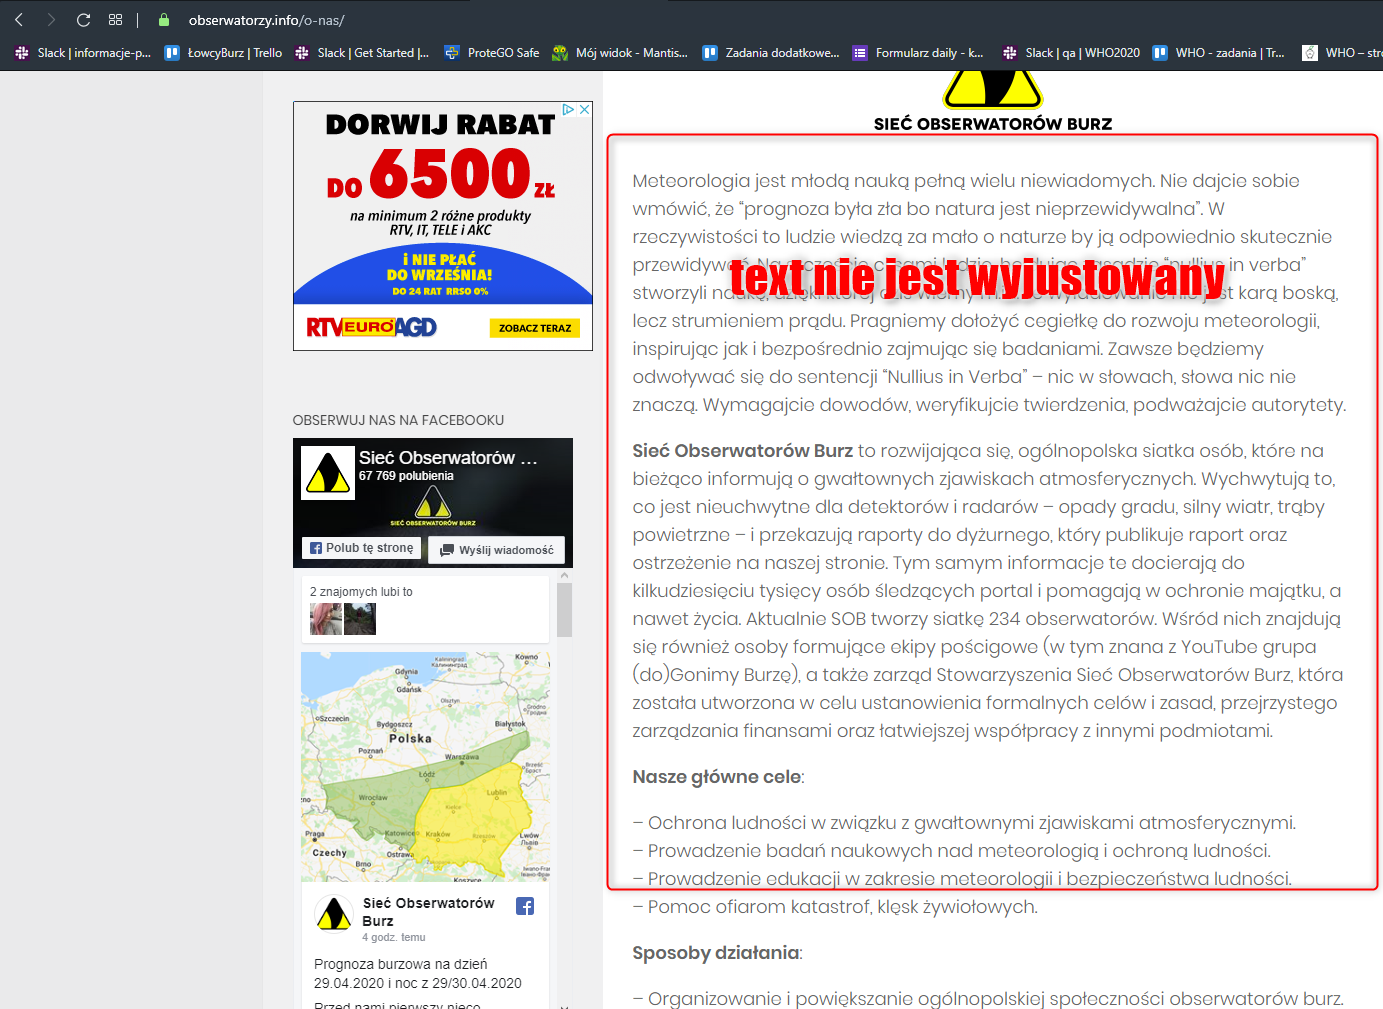 obserwatorzy.info/o-nas/
Slack | informacje-p...
ŁowcyBurz | Trello
Slack | Get Started |...
ProteGO Safe
Mój widok - Mantis...
Zadania dodatkowe...
Formularz daily - k...
Slack | qa | WHO2020
WHO - zadania | Tr...
WHO – stro
DORWIJ RABAT
DO 6500 ZŁ
na minimum 2 różne produkty
RTV, IT, TELE i AKC
i NIE PŁAĆ
DO WRZEŚNIA!
DO 24 RAT RRSO 0%
RTV EURO AGD
ZOBACZ TERAZ
OBSERWUJ NAS NA FACEBOOKU
Sieć Obserwatorów ...
67 769 polubienia
SIEĆ OBSERWATORÓW BURZ
Polub tę stronę
Wyślij wiadomość
2 znajomych lubi to
Kaliningrad
Калининград
Kowno
Gdynia
Gdańsk
Olsztyn
Grodno
Гродно
Szczecin
Bydgoszcz
Białystok
Polska
Poznań
Warszawa
Brześć
Брэст
Łódź
Wrocław
Lublin
Kielce
Praga
Katowice
Kraków
Rzeszów
Lwów
Львів
Czechy
Ostrawa
Brno
Koszyce
Iwano-Fran
Івано-Фран
Sieć Obserwatorów
Burz
4 godz. temu
Prognoza burzowa na dzień
29.04.2020 i noc z 29/30.04.2020
Przed nami pierwszy nieco
SIEĆ OBSERWATORÓW BURZ
Meteorologia jest młodą nauką pełną wielu niewiadomych. Nie dajcie sobie
wmówić, że “prognoza była zła bo natura jest nieprzewidywalna”. W
rzeczywistości to ludzie wiedzą za mało o naturze by ją odpowiednio skutecznie
przewidywać. Na in verba”
text nie jest wyjustowany
stworzyli naukę, karą boską,
lecz strumieniem prądu. Pragniemy dołożyć cegiełkę do rozwoju meteorologii,
inspirując jak i bezpośrednio zajmując się badaniami. Zawsze będziemy
odwoływać się do sentencji “Nullius in Verba” – nic w słowach, słowa nic nie
znaczą. Wymagajcie dowodów, weryfikujcie twierdzenia, podważajcie autorytety.
Sieć Obserwatorów Burz to rozwijająca się, ogólnopolska siatka osób, które na
bieżąco informują o gwałtownych zjawiskach atmosferycznych. Wychwytują to,
co jest nieuchwytne dla detektorów i radarów – opady gradu, silny wiatr, trąby
powietrzne – i przekazują raporty do dyżurnego, który publikuje raport oraz
ostrzeżenie na naszej stronie. Tym samym informacje te docierają do
kilkudziesięciu tysięcy osób śledzących portal i pomagają w ochronie majątku, a
nawet życia. Aktualnie SOB tworzy siatkę 234 obserwatorów. Wśród nich znajdują
się również osoby formujące ekipy pościgowe (w tym znana z YouTube grupa
(do)Gonimy Burzę), a także zarząd Stowarzyszenia Sieć Obserwatorów Burz, która
została utworzona w celu ustanowienia formalnych celów i zasad, przejrzystego
zarządzania finansami oraz łatwiejszej współpracy z innymi podmiotami.
Nasze główne cele:
– Ochrona ludności w związku z gwałtownymi zjawiskami atmosferycznymi.
– Prowadzenie badań naukowych nad meteorologią i ochroną ludności.
– Prowadzenie edukacji w zakresie meteorologii i bezpieczeństwa ludności.
– Pomoc ofiarom katastrof, klęsk żywiołowych.
Sposoby działania:
– Organizowanie i powiększanie ogólnopolskiej społeczności obserwatorów burz.